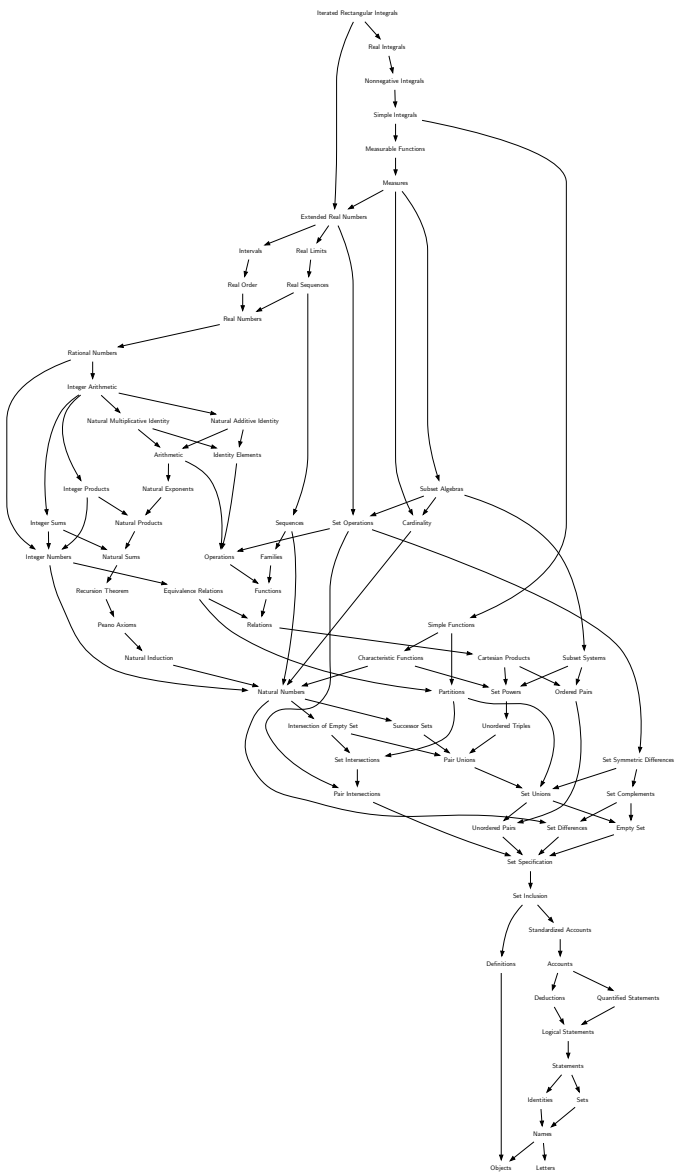 Iterated Rectangular Integrals
Real Integrals
Nonnegative Integrals
Simple Integrals
Measurable Functions
Measures
Extended Real Numbers
Intervals
Real Limits
Real Order
Real Sequences
Real Numbers
Rational Numbers
Integer Arithmetic
Natural Multiplicative Identity
Natural Additive Identity
Arithmetic
Identity Elements
Integer Products
Natural Exponents
Subset Algebras
Integer Sums
Natural Products
Sequences
Set Operations
Cardinality
Integer Numbers
Natural Sums
Operations
Families
Recursion Theorem
Equivalence Relations
Functions
Peano Axioms
Relations
Simple Functions
Natural Induction
Characteristic Functions
Cartesian Products
Subset Systems
Natural Numbers
Partitions
Set Powers
Ordered Pairs
Intersection of Empty Set
Successor Sets
Unordered Triples
Set Intersections
Pair Unions
Set Symmetric Differences
Pair Intersections
Set Unions
Set Complements
Unordered Pairs
Set Differences
Empty Set
Set Specification
Set Inclusion
Standardized Accounts
Definitions
Accounts
Deductions
Quantified Statements
Logical Statements
Statements
Identities
Sets
Names
Objects
Letters